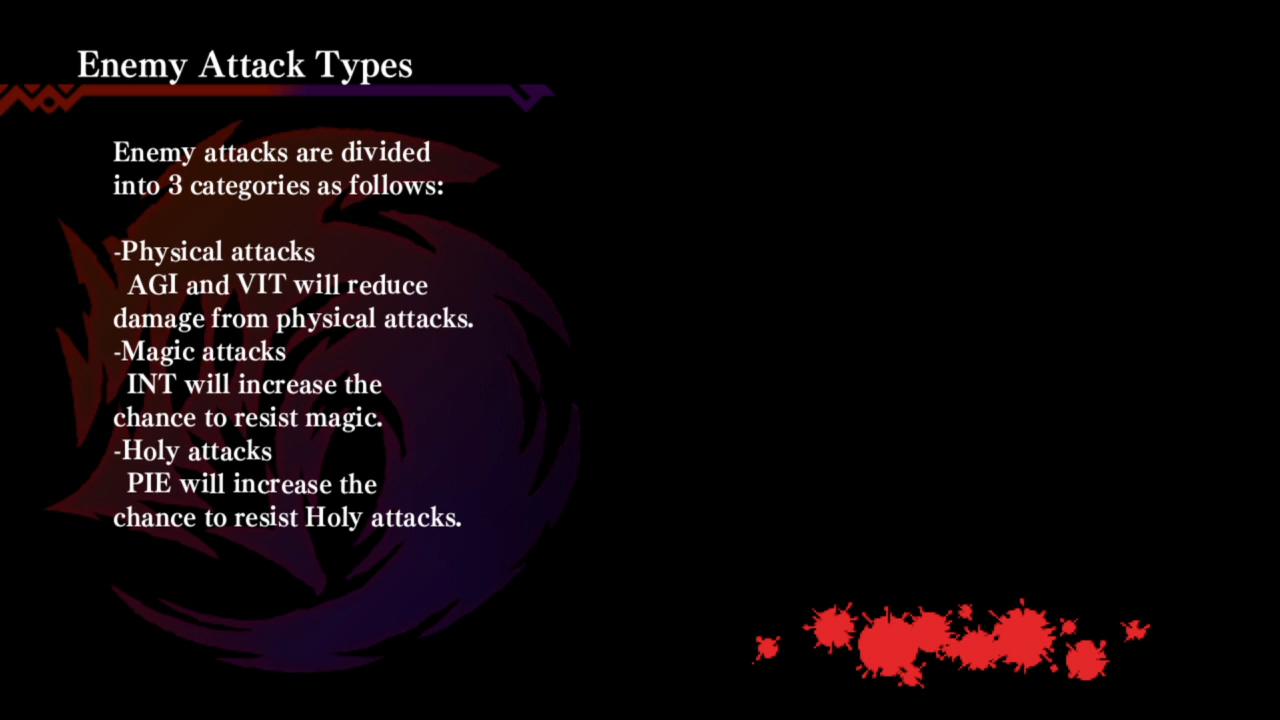 Enemy Attack Types
Enemy attacks are divided
into 3 categories as follows:
-Physical attacks
AGI and VIT will reduce
damage from physical attacks.
-Magic attacks
INT will increase the
chance to resist magic.
-Holy attacks
PIE will increase the
chance to resist Holy attacks.